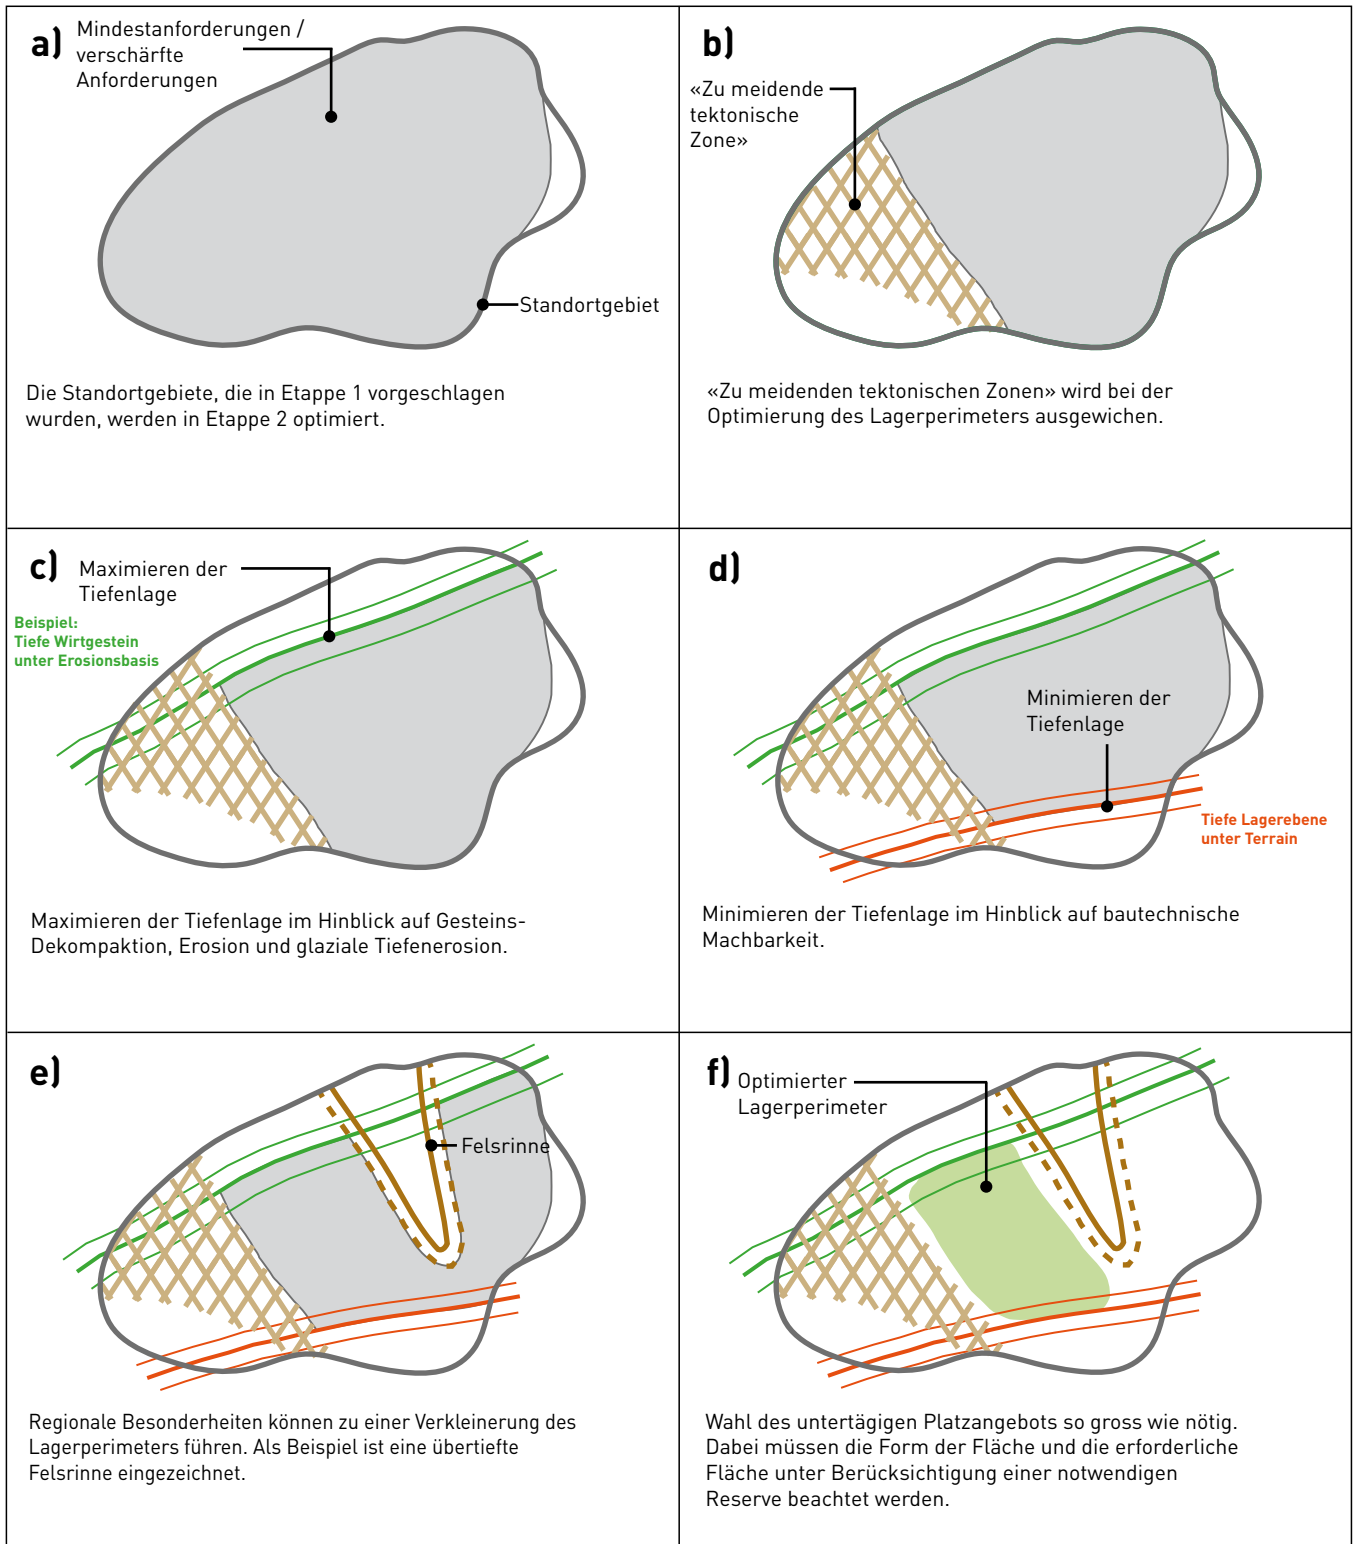 a)
Mindestanforderungen /
verschärfte
Anforderungen
Standortgebiet
Die Standortgebiete, die in Etappe 1 vorgeschlagen
wurden, werden in Etappe 2 optimiert.
b)
«Zu meidende
tektonische
Zone»
«Zu meidenden tektonischen Zonen» wird bei der
Optimierung des Lagerperimeters ausgewichen.
c)
Maximieren der
Tiefenlage
Beispiel:
Tiefe Wirtgestein
unter Erosionsbasis
Maximieren der Tiefenlage im Hinblick auf Gesteins-
Dekompaktion, Erosion und glaziale Tiefenerosion.
d)
Minimieren der
Tiefenlage
Tiefe Lagerebene
unter Terrain
Minimieren der Tiefenlage im Hinblick auf bautechnische
Machbarkeit.
e)
Felsrinne
Regionale Besonderheiten können zu einer Verkleinerung des
Lagerperimeters führen. Als Beispiel ist eine übertiefte
Felsrinne eingezeichnet.
f)
Optimierter
Lagerperimeter
Wahl des untertägigen Platzangebots so gross wie nötig.
Dabei müssen die Form der Fläche und die erforderliche
Fläche unter Berücksichtigung einer notwendigen
Reserve beachtet werden.